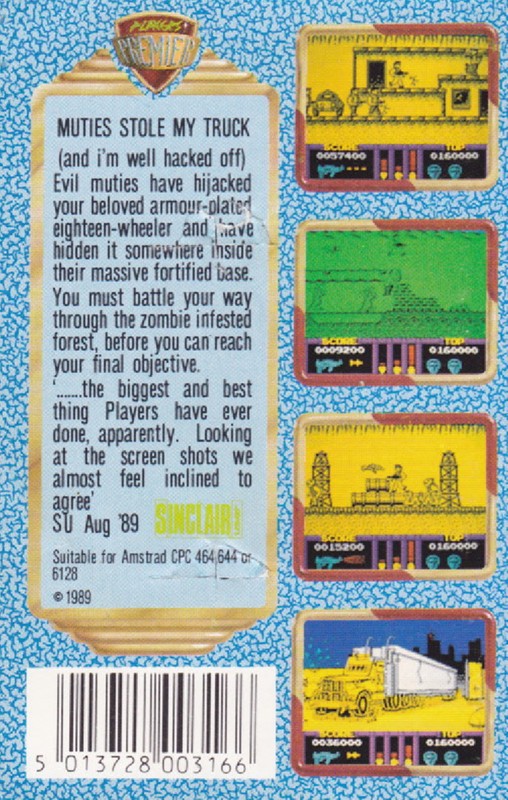 PLAYERS
PREMIER
MUTIES STOLE MY TRUCK
(and i'm well hacked off)
Evil muties have hijacked
your beloved armour-plated
eighteen-wheeler and have
hidden it somewhere inside
their massive fortified base.
You must battle your way
through the zombie infested
forest, before you can reach
your final objective.
'.......the biggest and best
thing Players have ever
done, apparently. Looking
at the screen shots we
almost feel inclined to
agree'
SU Aug '89 SINCLAIR
Suitable for Amstrad CPC 464,644 or
6128
© 1989
5 013728 003166
SCORE TOP
0057400 0160000
SCORE TOP
0009200 0160000
SCORE TOP
0015200 0160000
SCORE TOP
0036000 0160000